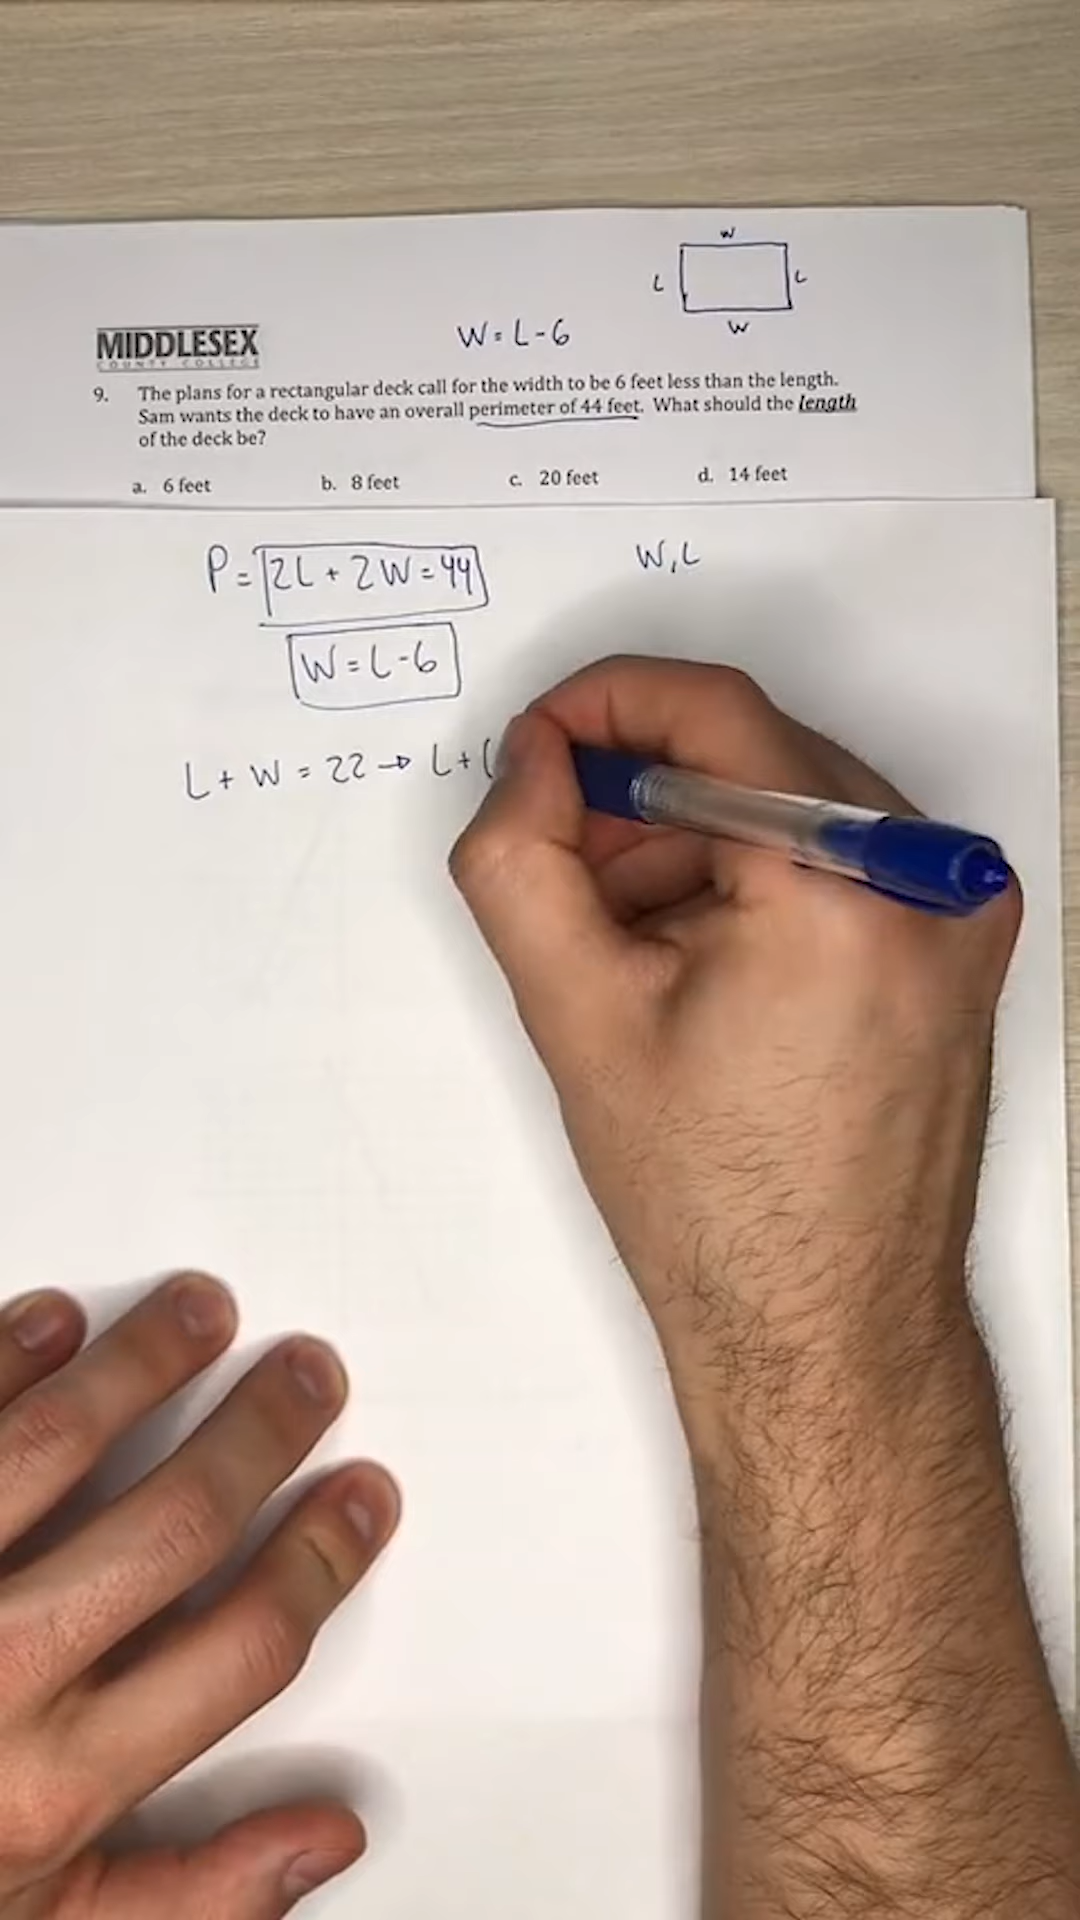 W
L L
W
W = L - 6
MIDDLESEX
COUNTY COLLEGE
9. The plans for a rectangular deck call for the width to be 6 feet less than the length.
Sam wants the deck to have an overall perimeter of 44 feet. What should the length
of the deck be?
a. 6 feet b. 8 feet c. 20 feet d. 14 feet
P = 2L + 2W = 44 W, L
W = L - 6
L + W = 22 → L + (